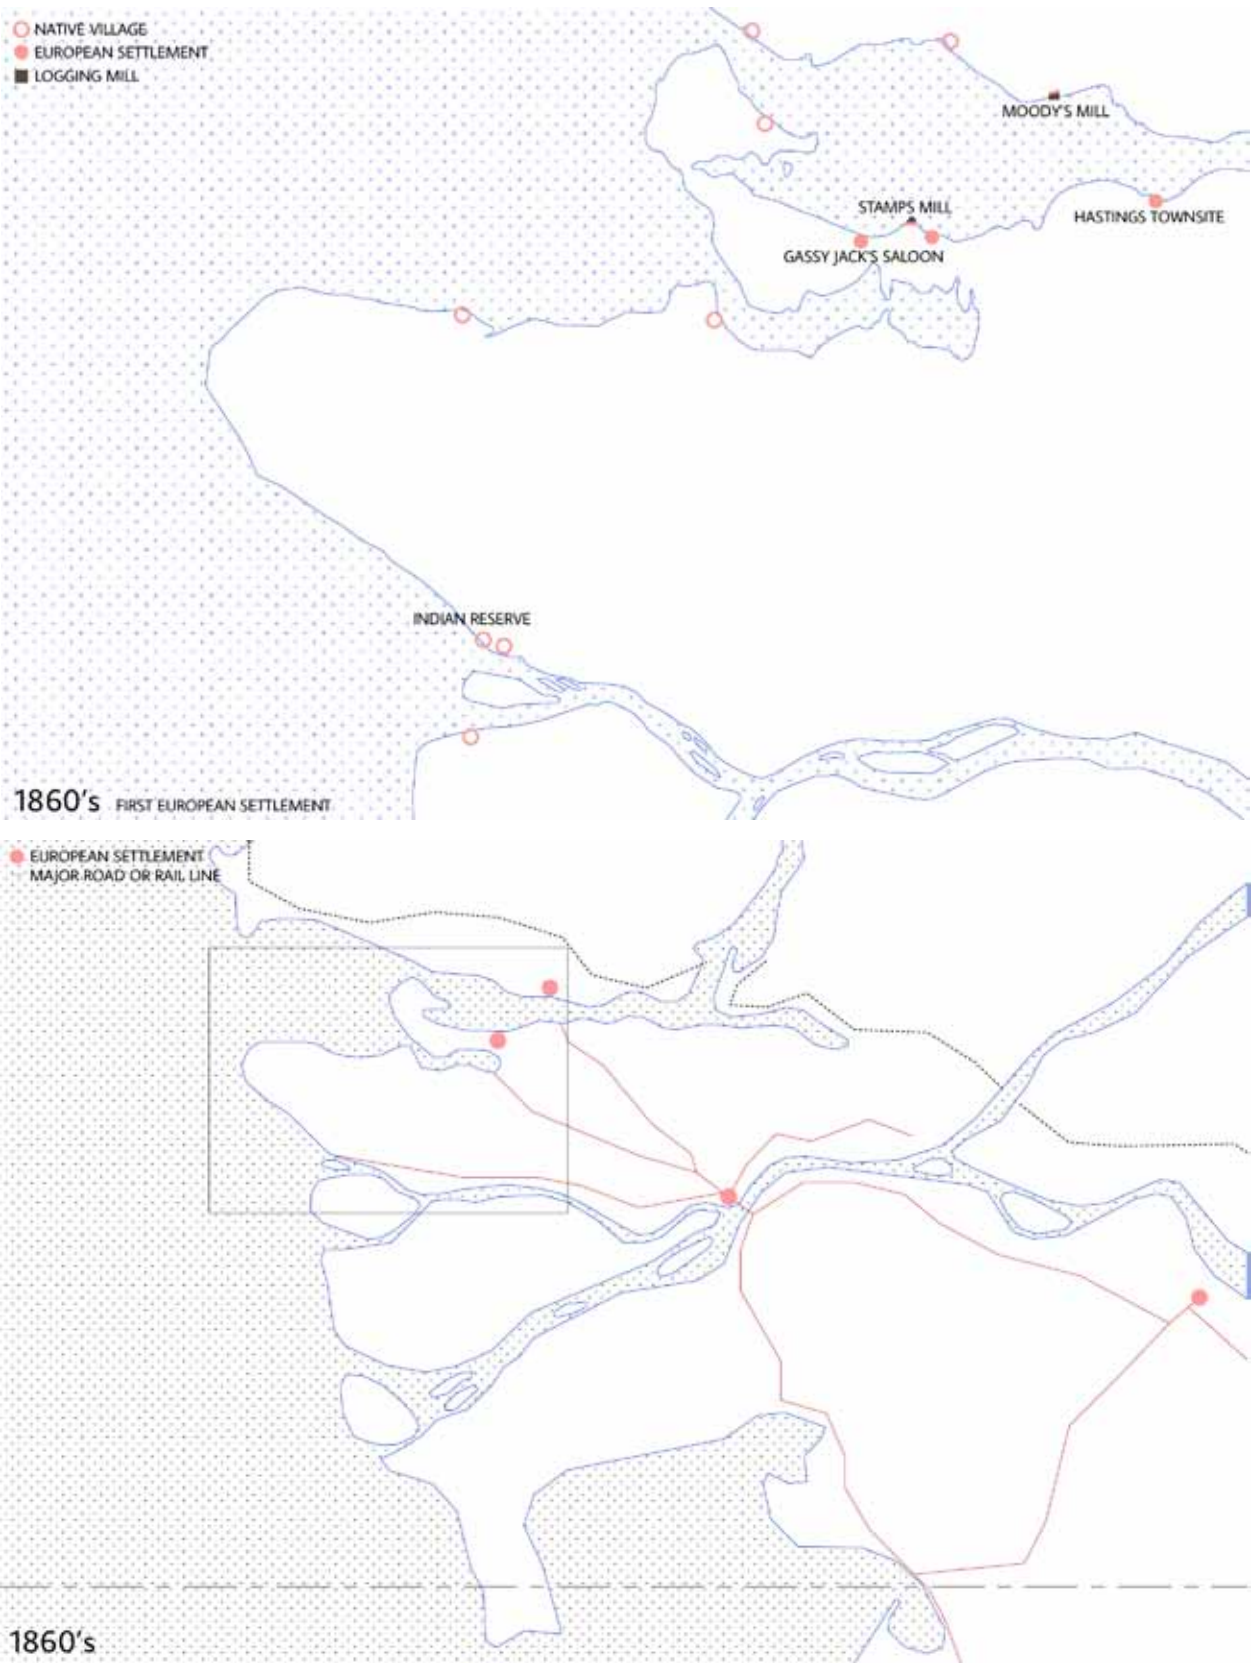 NATIVE VILLAGE
EUROPEAN SETTLEMENT
LOGGING MILL
MOODY'S MILL
STAMPS MILL
HASTINGS TOWNSITE
GASSY JACK'S SALOON
INDIAN RESERVE
1860's FIRST EUROPEAN SETTLEMENT
EUROPEAN SETTLEMENT
MAJOR ROAD OR RAIL LINE
1860's